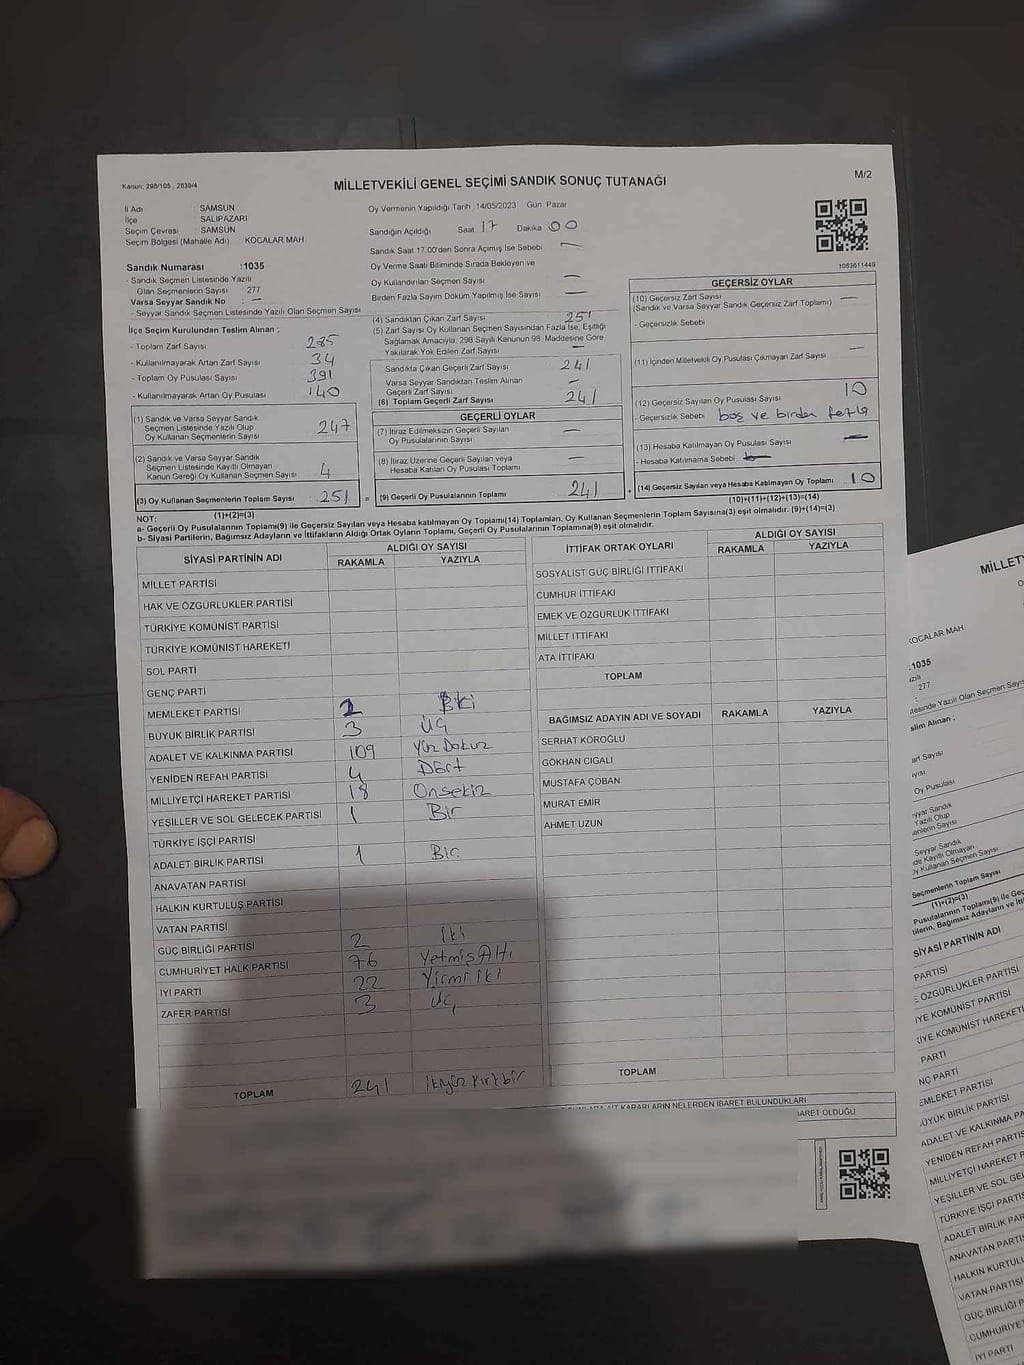 Kanun: 298/105 , 2839/4
MİLLETVEKİLİ GENEL SEÇİMİ SANDIK SONUÇ TUTANAĞI
M/2
İl Adı : SAMSUN
İlçe : SALIPAZARI
Seçim Çevresi : SAMSUN
Seçim Bölgesi (Mahalle Adı) : KOCALAR MAH.
Sandık Numarası :1035
- Sandık Seçmen Listesinde Yazılı
Olan Seçmenlerin Sayısı : 277
Varsa Seyyar Sandık No : —
- Seyyar Sandık Seçmen Listesinde Yazılı Olan Seçmen Sayısı
Oy Vermenin Yapıldığı Tarih 14/05/2023 Gün: Pazar
Sandığın Açıldığı Saat 17 Dakika 00
Sandık Saat 17.00'den Sonra Açılmış İse Sebebi —
Oy Verme Saati Bitiminde Sırada Bekleyen ve
Oy Kullandırılan Seçmen Sayısı —
Birden Fazla Sayım Döküm Yapılmış İse Sayısı —
1063611449
İlçe Seçim Kurulundan Teslim Alınan ;
- Toplam Zarf Sayısı 285
- Kullanılmayarak Artan Zarf Sayısı 34
- Toplam Oy Pusulası Sayısı 391
- Kullanılmayarak Artan Oy Pusulası 140
(1) Sandık ve Varsa Seyyar Sandık
Seçmen Listesinde Yazılı Olup
Oy Kullanan Seçmenlerin Sayısı 247
(2) Sandık ve Varsa Seyyar Sandık
Seçmen Listesinde Kayıtlı Olmayan
Kanun Gereği Oy Kullanan Seçmen Sayısı 4
(3) Oy Kullanan Seçmenlerin Toplam Sayısı 251
(1)+(2)=(3)
(4) Sandıktan Çıkan Zarf Sayısı 251
(5) Zarf Sayısı Oy Kullanan Seçmen Sayısından Fazla İse, Eşitliği
Sağlamak Amacıyla; 298 Sayılı Kanunun 98. Maddesine Göre
Yakılarak Yok Edilen Zarf Sayısı —
Sandıkta Çıkan Geçerli Zarf Sayısı 241
Varsa Seyyar Sandıktan Teslim Alınan
Geçerli Zarf Sayısı —
(6) Toplam Geçerli Zarf Sayısı 241
GEÇERLİ OYLAR
(7) İtiraz Edilmeksizin Geçerli Sayılan
Oy Pusulalarının Sayısı —
(8) İtiraz Üzerine Geçerli Sayılan veya
Hesaba Katılan Oy Pusulası Toplamı —
= (9) Geçerli Oy Pusulalarının Toplamı 241 +
GEÇERSİZ OYLAR
(10) Geçersiz Zarf Sayısı —
(Sandık ve Varsa Seyyar Sandık Geçersiz Zarf Toplamı)
- Geçersizlik Sebebi
(11) İçinden Milletvekili Oy Pusulası Çıkmayan Zarf Sayısı —
(12) Geçersiz Sayılan Oy Pusulası Sayısı 10
- Geçersizlik Sebebi boş ve birden fazla
(13) Hesaba Katılmayan Oy Pusulası Sayısı —
- Hesaba Katılmama Sebebi —
(14) Geçersiz Sayılan veya Hesaba Katılmayan Oy Toplamı 10
(10)+(11)+(12)+(13)=(14)
NOT:
a- Geçerli Oy Pusulalarının Toplamı(9) ile Geçersiz Sayılan veya Hesaba katılmayan Oy Toplamı(14) Toplamları, Oy Kullanan Seçmenlerin Toplam Sayısına(3) eşit olmalıdır. (9)+(14)=(3)
b- Siyasi Partilerin, Bağımsız Adayların ve İttifakların Aldığı Ortak Oyların Toplamı, Geçerli Oy Pusulalarının Toplamına(9) eşit olmalıdır.
SİYASİ PARTİNİN ADI ALDIĞI OY SAYISI
RAKAMLA YAZIYLA
MİLLET PARTİSİ
HAK VE ÖZGÜRLÜKLER PARTİSİ
TÜRKİYE KOMÜNİST PARTİSİ
TÜRKİYE KOMÜNİST HAREKETİ
SOL PARTİ
GENÇ PARTİ
MEMLEKET PARTİSİ 2 İki
BÜYÜK BİRLİK PARTİSİ 3 Üç
ADALET VE KALKINMA PARTİSİ 109 Yüz Dokuz
YENİDEN REFAH PARTİSİ 4 Dört
MİLLİYETÇİ HAREKET PARTİSİ 18 Onsekiz
YEŞİLLER VE SOL GELECEK PARTİSİ 1 Bir
TÜRKİYE İŞÇİ PARTİSİ
ADALET BİRLİK PARTİSİ 1 Bir
ANAVATAN PARTİSİ
HALKIN KURTULUŞ PARTİSİ
VATAN PARTİSİ
GÜÇ BİRLİĞİ PARTİSİ 2 İki
CUMHURİYET HALK PARTİSİ 76 Yetmiş Altı
İYİ PARTİ 22 Yirmi iki
ZAFER PARTİSİ 3 Üç
TOPLAM 241 İkiyüz kırkbir
İTTİFAK ORTAK OYLARI ALDIĞI OY SAYISI
RAKAMLA YAZIYLA
SOSYALİST GÜÇ BİRLİĞİ İTTİFAKI
CUMHUR İTTİFAKI
EMEK VE ÖZGÜRLÜK İTTİFAKI
MİLLET İTTİFAKI
ATA İTTİFAKI
TOPLAM
BAĞIMSIZ ADAYIN ADI VE SOYADI RAKAMLA YAZIYLA
SERHAT KÖROĞLU
GÖKHAN CIGALI
MUSTAFA ÇOBAN
MURAT EMİR
AHMET UZUN
TOPLAM
KARARLARIN NELERDEN İBARET BULUNDUKLARI
İBARET OLDUĞU
MİLLETV
KOCALAR MAH.
:1035
: 277
Listesinde Yazılı Olan Seçmen Sayıs
slim Alınan ;
arf Sayısı
Oy Pusulası
eyyar Sandık
Yazılı Olup
menlerin Sayısı
Seyyar Sandık
de Kayıtlı Olmayan
Oy Kullanan Seçmen Sayısı
Seçmenlerin Toplam Sayısı
(1)+(2)=(3)
Pusulalarının Toplamı(9) ile Geç
tilerin, Bağımsız Adayların ve İtt
SİYASİ PARTİNİN ADI
PARTİSİ
E ÖZGÜRLÜKLER PARTİSİ
İYE KOMÜNİST PARTİSİ
KİYE KOMÜNİST HAREKETİ
PARTİ
NÇ PARTİ
EMLEKET PARTİSİ
ÜYÜK BİRLİK PARTİSİ
ADALET VE KALKINMA PA
YENİDEN REFAH PARTİSİ
MİLLİYETÇİ HAREKET P
YEŞİLLER VE SOL GEL
TÜRKİYE İŞÇİ PARTİS
ADALET BİRLİK PAR
ANAVATAN PARTİS
HALKIN KURTULU
VATAN PARTİSİ
GÜÇ BİRLİĞİ P
CUMHURİYET
İYİ PARTİ